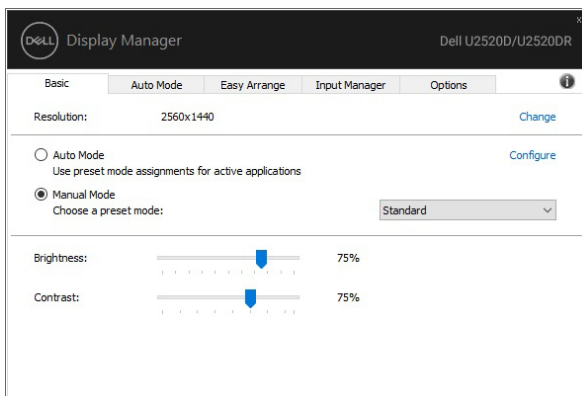 DELL Display Manager Dell U2520D/U2520DR
Basic Auto Mode Easy Arrange Input Manager Options
Resolution: 2560x1440 Change
Auto Mode Configure
Use preset mode assignments for active applications
Manual Mode
Choose a preset mode: Standard
Brightness: 75%
Contrast: 75%